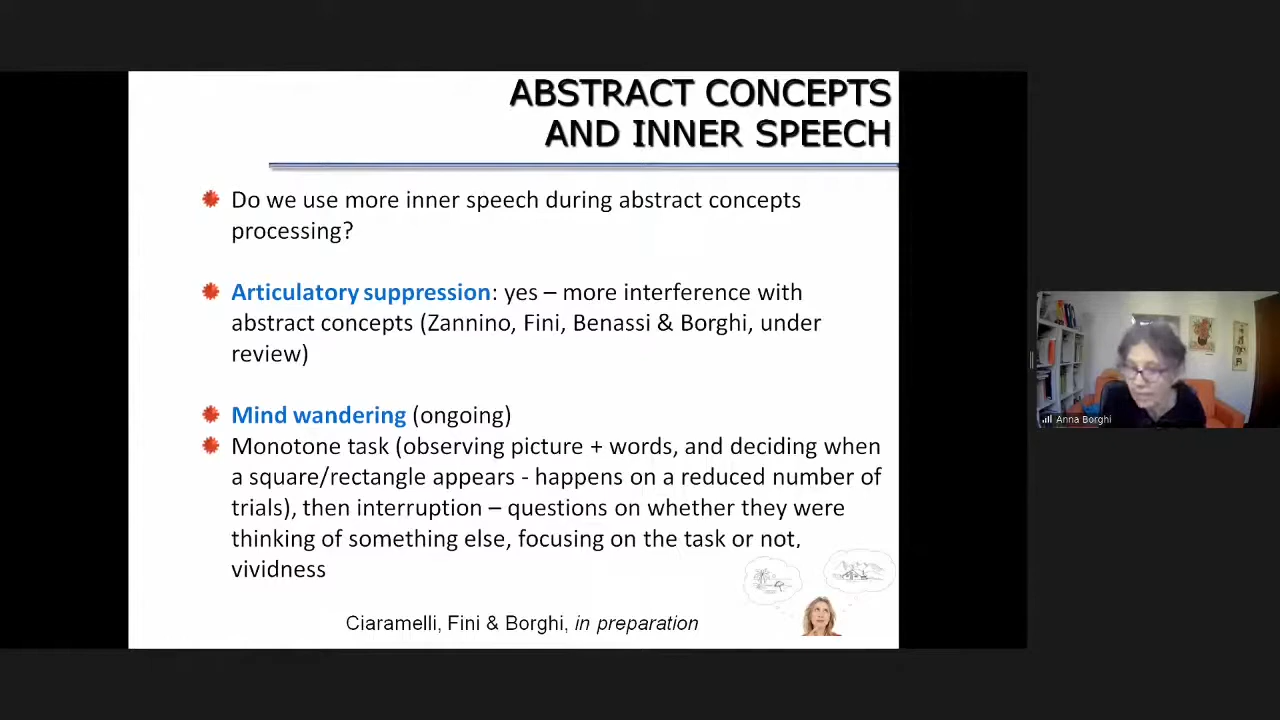 ABSTRACT CONCEPTS
AND INNER SPEECH
Do we use more inner speech during abstract concepts
processing?
Articulatory suppression: yes – more interference with
abstract concepts (Zannino, Fini, Benassi & Borghi, under
review)
Mind wandering (ongoing)
Monotone task (observing picture + words, and deciding when
a square/rectangle appears - happens on a reduced number of
trials), then interruption – questions on whether they were
thinking of something else, focusing on the task or not,
vividness
Ciaramelli, Fini & Borghi, in preparation
Anna Borghi